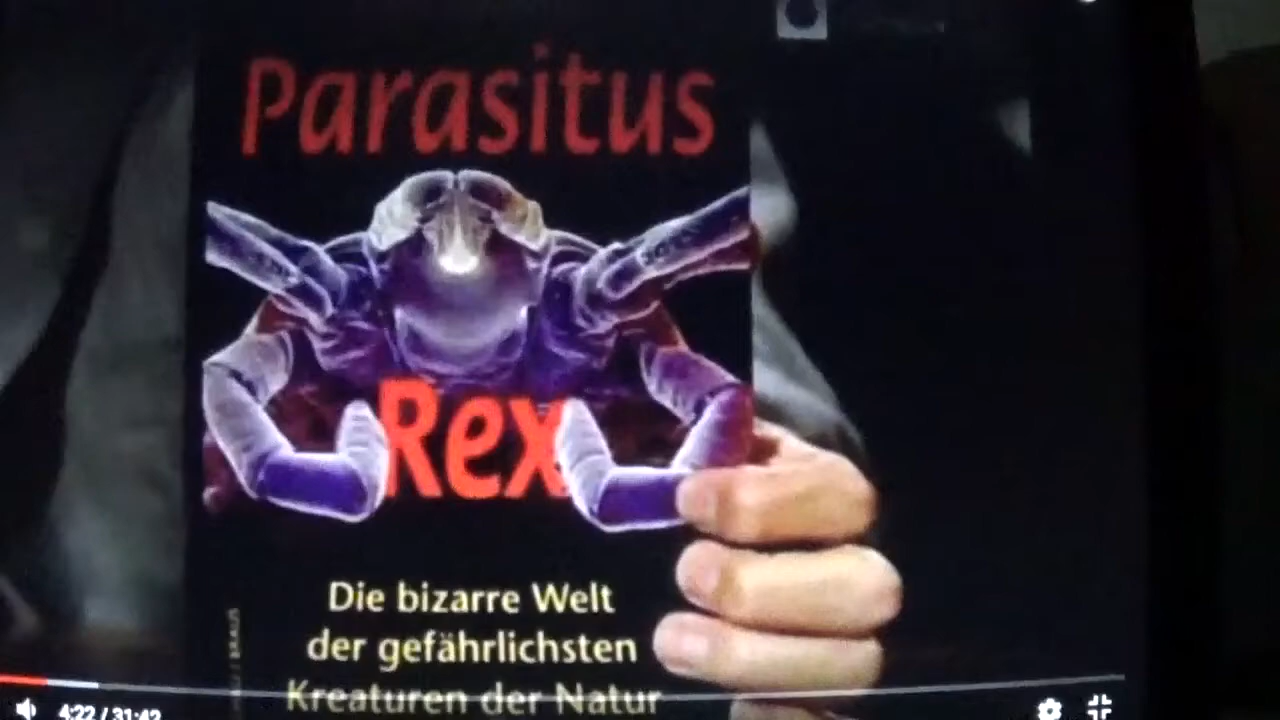 Parasitus
Rex
Die bizarre Welt
der gefährlichsten
Kreaturen der Natur
4:22 / 31:42